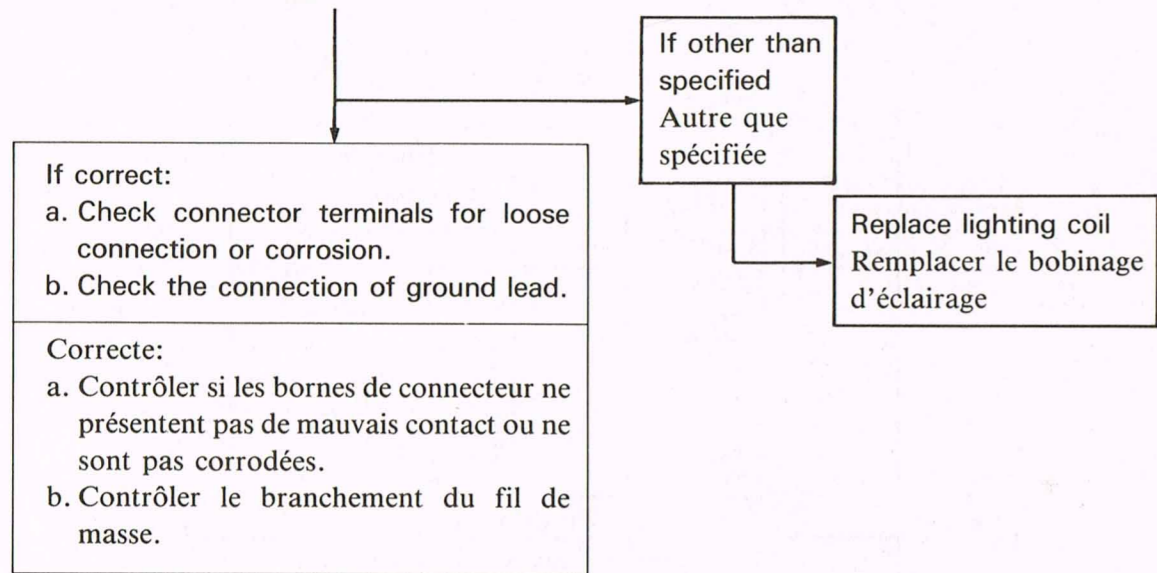 If other than
specified
Autre que
spécifiée
If correct:
a. Check connector terminals for loose
connection or corrosion.
b. Check the connection of ground lead.
Replace lighting coil
Remplacer le bobinage
d'éclairage
Correcte:
a. Contrôler si les bornes de connecteur ne
présentent pas de mauvais contact ou ne
sont pas corrodées.
b. Contrôler le branchement du fil de
masse.